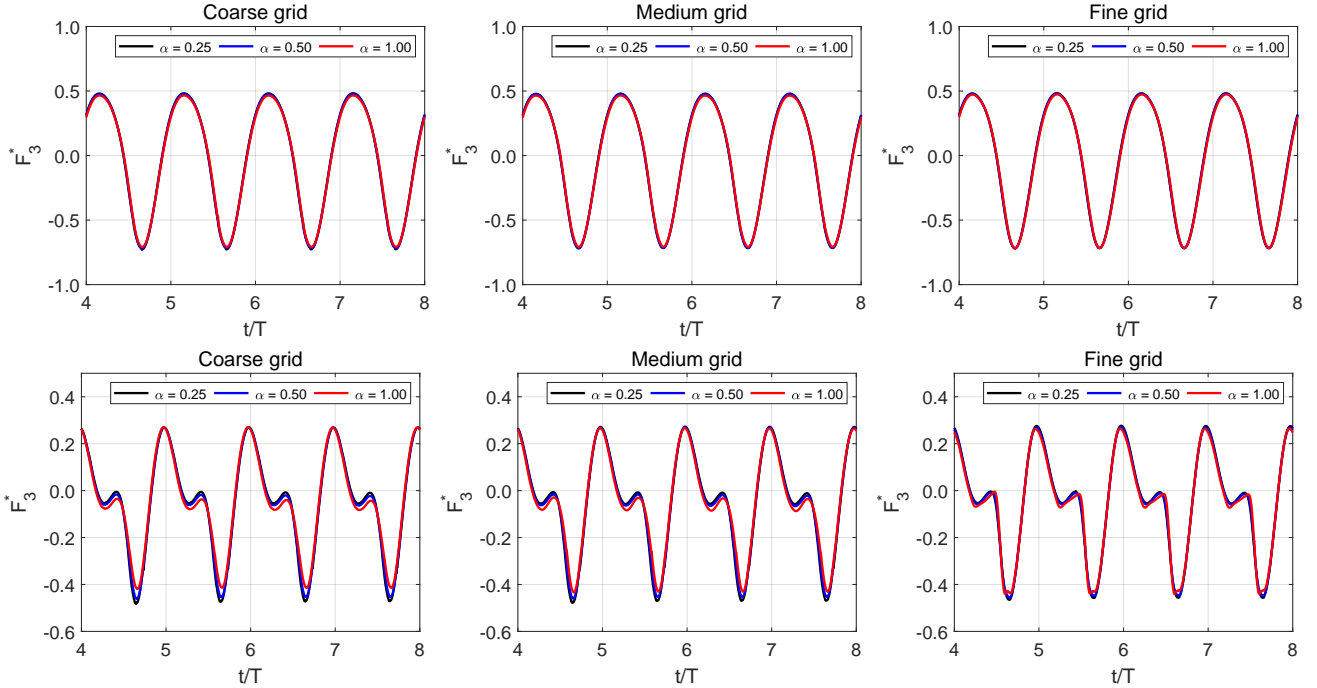 Coarse grid
Medium grid
Fine grid
α = 0.25 α = 0.50 α = 1.00
α = 0.25 α = 0.50 α = 1.00
α = 0.25 α = 0.50 α = 1.00
1.0
0.5
0.0
-0.5
-1.0
F3*
4 5 6 7 8
t/T
1.0
0.5
0.0
-0.5
-1.0
F3*
4 5 6 7 8
t/T
1.0
0.5
0.0
-0.5
-1.0
F3*
4 5 6 7 8
t/T
Coarse grid
Medium grid
Fine grid
α = 0.25 α = 0.50 α = 1.00
α = 0.25 α = 0.50 α = 1.00
α = 0.25 α = 0.50 α = 1.00
0.4
0.2
0.0
-0.2
-0.4
-0.6
F3*
4 5 6 7 8
t/T
0.4
0.2
0.0
-0.2
-0.4
-0.6
F3*
4 5 6 7 8
t/T
0.4
0.2
0.0
-0.2
-0.4
-0.6
F3*
4 5 6 7 8
t/T